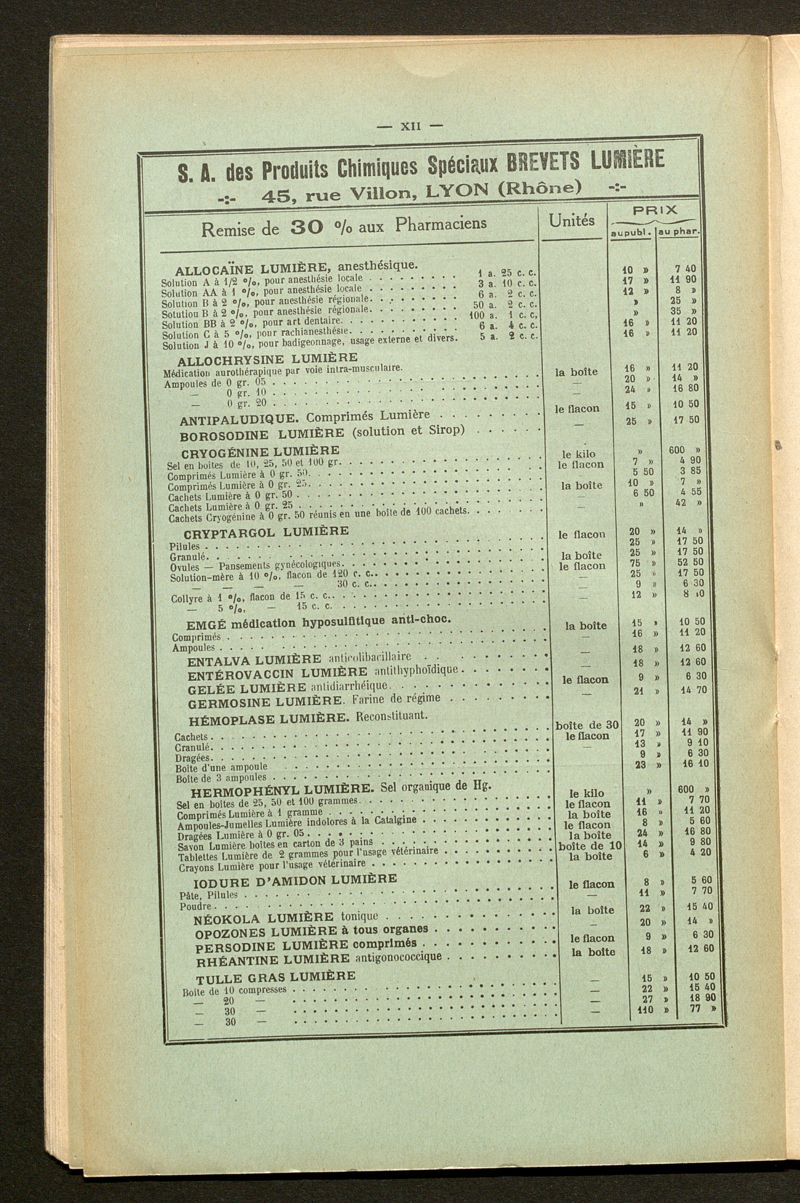 — XII —
S. A. des Produits Chimiques Spéciaux BREVETS LUMIÈRE
-:- 45, rue Villon, LYON (Rhône) -:-
Remise de 30 % aux Pharmaciens Unités PRIX
au publ. au phar.
ALLOCAÏNE LUMIÈRE, anesthésique.
Solution A à 1/2 %, pour anesthésie locale 1 a. 25 c. c. 10 » 7 40
Solution AA à 1 %, pour anesthésie locale 3 a. 10 c. c. 17 » 11 90
Solution B à 2 %, pour anesthésie régionale 6 a. 2 c. c. 12 » 8 »
Solution B à 2 %, pour anesthésie régionale 50 a. 2 c. c. » 25 »
Solution BB à 2 %, pour art dentaire 100 a. 1 c. c. » 35 »
Solution C à 5 %, pour rachianesthésie 6 a. 4 c. c. 16 » 11 20
Solution J à 10 %, pour badigeonnage, usage externe et divers. 5 a. 2 c. c. 16 » 11 20
ALLOCHRYSINE LUMIÈRE
Médication aurothérapique par voie intra-musculaire.
Ampoules de 0 gr. 05 la boîte 16 » 11 20
— 0 gr. 10 — 20 » 14 »
— 0 gr. 20 — 24 » 16 80
ANTIPALUDIQUE. Comprimés Lumière le flacon 15 » 10 50
BOROSODINE LUMIÈRE (solution et Sirop) — 25 » 17 50
CRYOGÉNINE LUMIÈRE
Sel en boîtes de 10, 25, 50 et 100 gr. le kilo » 600 »
Comprimés Lumière à 0 gr. 50 le flacon 7 » 4 90
Comprimés Lumière à 0 gr. 25 5 50 3 85
Cachets Lumière à 0 gr. 50 la boîte 10 » 7 »
Cachets Lumière à 0 gr. 25 6 50 4 55
Cachets Cryogénine à 0 gr. 50 réunis en une boîte de 100 cachets. — » 42 »
CRYPTARGOL LUMIÈRE
Pilules le flacon 20 » 14 »
Granulé 25 » 17 50
Ovules — Pansements gynécologiques la boîte 25 » 17 50
Solution-mère à 10 %, flacon de 120 c. c. le flacon 75 » 52 50
— — — — 30 c. c. — 25 » 17 50
Collyre à 1 %, flacon de 15 c. c. — 9 » 6 30
— 5 %, — 15 c. c. — 12 » 8
EMGÉ médication hyposulfitique anti-choc.
Comprimés la boîte 15 » 10 50
Ampoules 16 » 11 20
ENTALVA LUMIÈRE anticolibacillaire — 18 » 12 60
ENTÉROVACCIN LUMIÈRE antithyphoïdique — 18 » 12 60
GELÉE LUMIÈRE antidiarrhéique le flacon 9 » 6 30
GERMOSINE LUMIÈRE. Farine de régime — 21 » 14 70
HÉMOPLASE LUMIÈRE. Reconstituant.
Cachets boîte de 30 20 » 14 »
Granulé le flacon 17 » 11 90
Dragées 13 » 9 10
Boîte d'une ampoule 9 » 6 30
Boîte de 3 ampoules 23 » 16 10
HERMOPHÉNYL LUMIÈRE. Sel organique de Hg.
Sel en boîtes de 25, 50 et 100 grammes le kilo » 600 »
Comprimés Lumière à 1 gramme le flacon 11 » 7 70
Ampoules-Jumelles Lumière indolores à la Catalgine la boîte 16 » 11 20
Dragées Lumière à 0 gr. 05 le flacon 8 » 5 60
Savon Lumière boîtes en carton de 3 pains la boîte 24 » 16 80
Tablettes Lumière de 2 grammes pour l'usage vétérinaire boîte de 10 14 » 9 80
Crayons Lumière pour l'usage vétérinaire la boîte 6 » 4 20
IODURE D'AMIDON LUMIÈRE
Pâte, Pilules le flacon 8 » 5 60
Poudre — 11 » 7 70
NÉOKOLA LUMIÈRE tonique la boîte 22 » 15 40
OPOZONES LUMIÈRE à tous organes — 20 » 14 »
PERSODINE LUMIÈRE comprimés le flacon 9 » 6 30
RHÉANTINE LUMIÈRE antigonococcique la boîte 18 » 12 60
TULLE GRAS LUMIÈRE
Boîte de 10 compresses — 15 » 10 50
— 20 — — 22 » 15 40
— 30 — — 27 » 18 90
— 30 — — 110 » 77 »